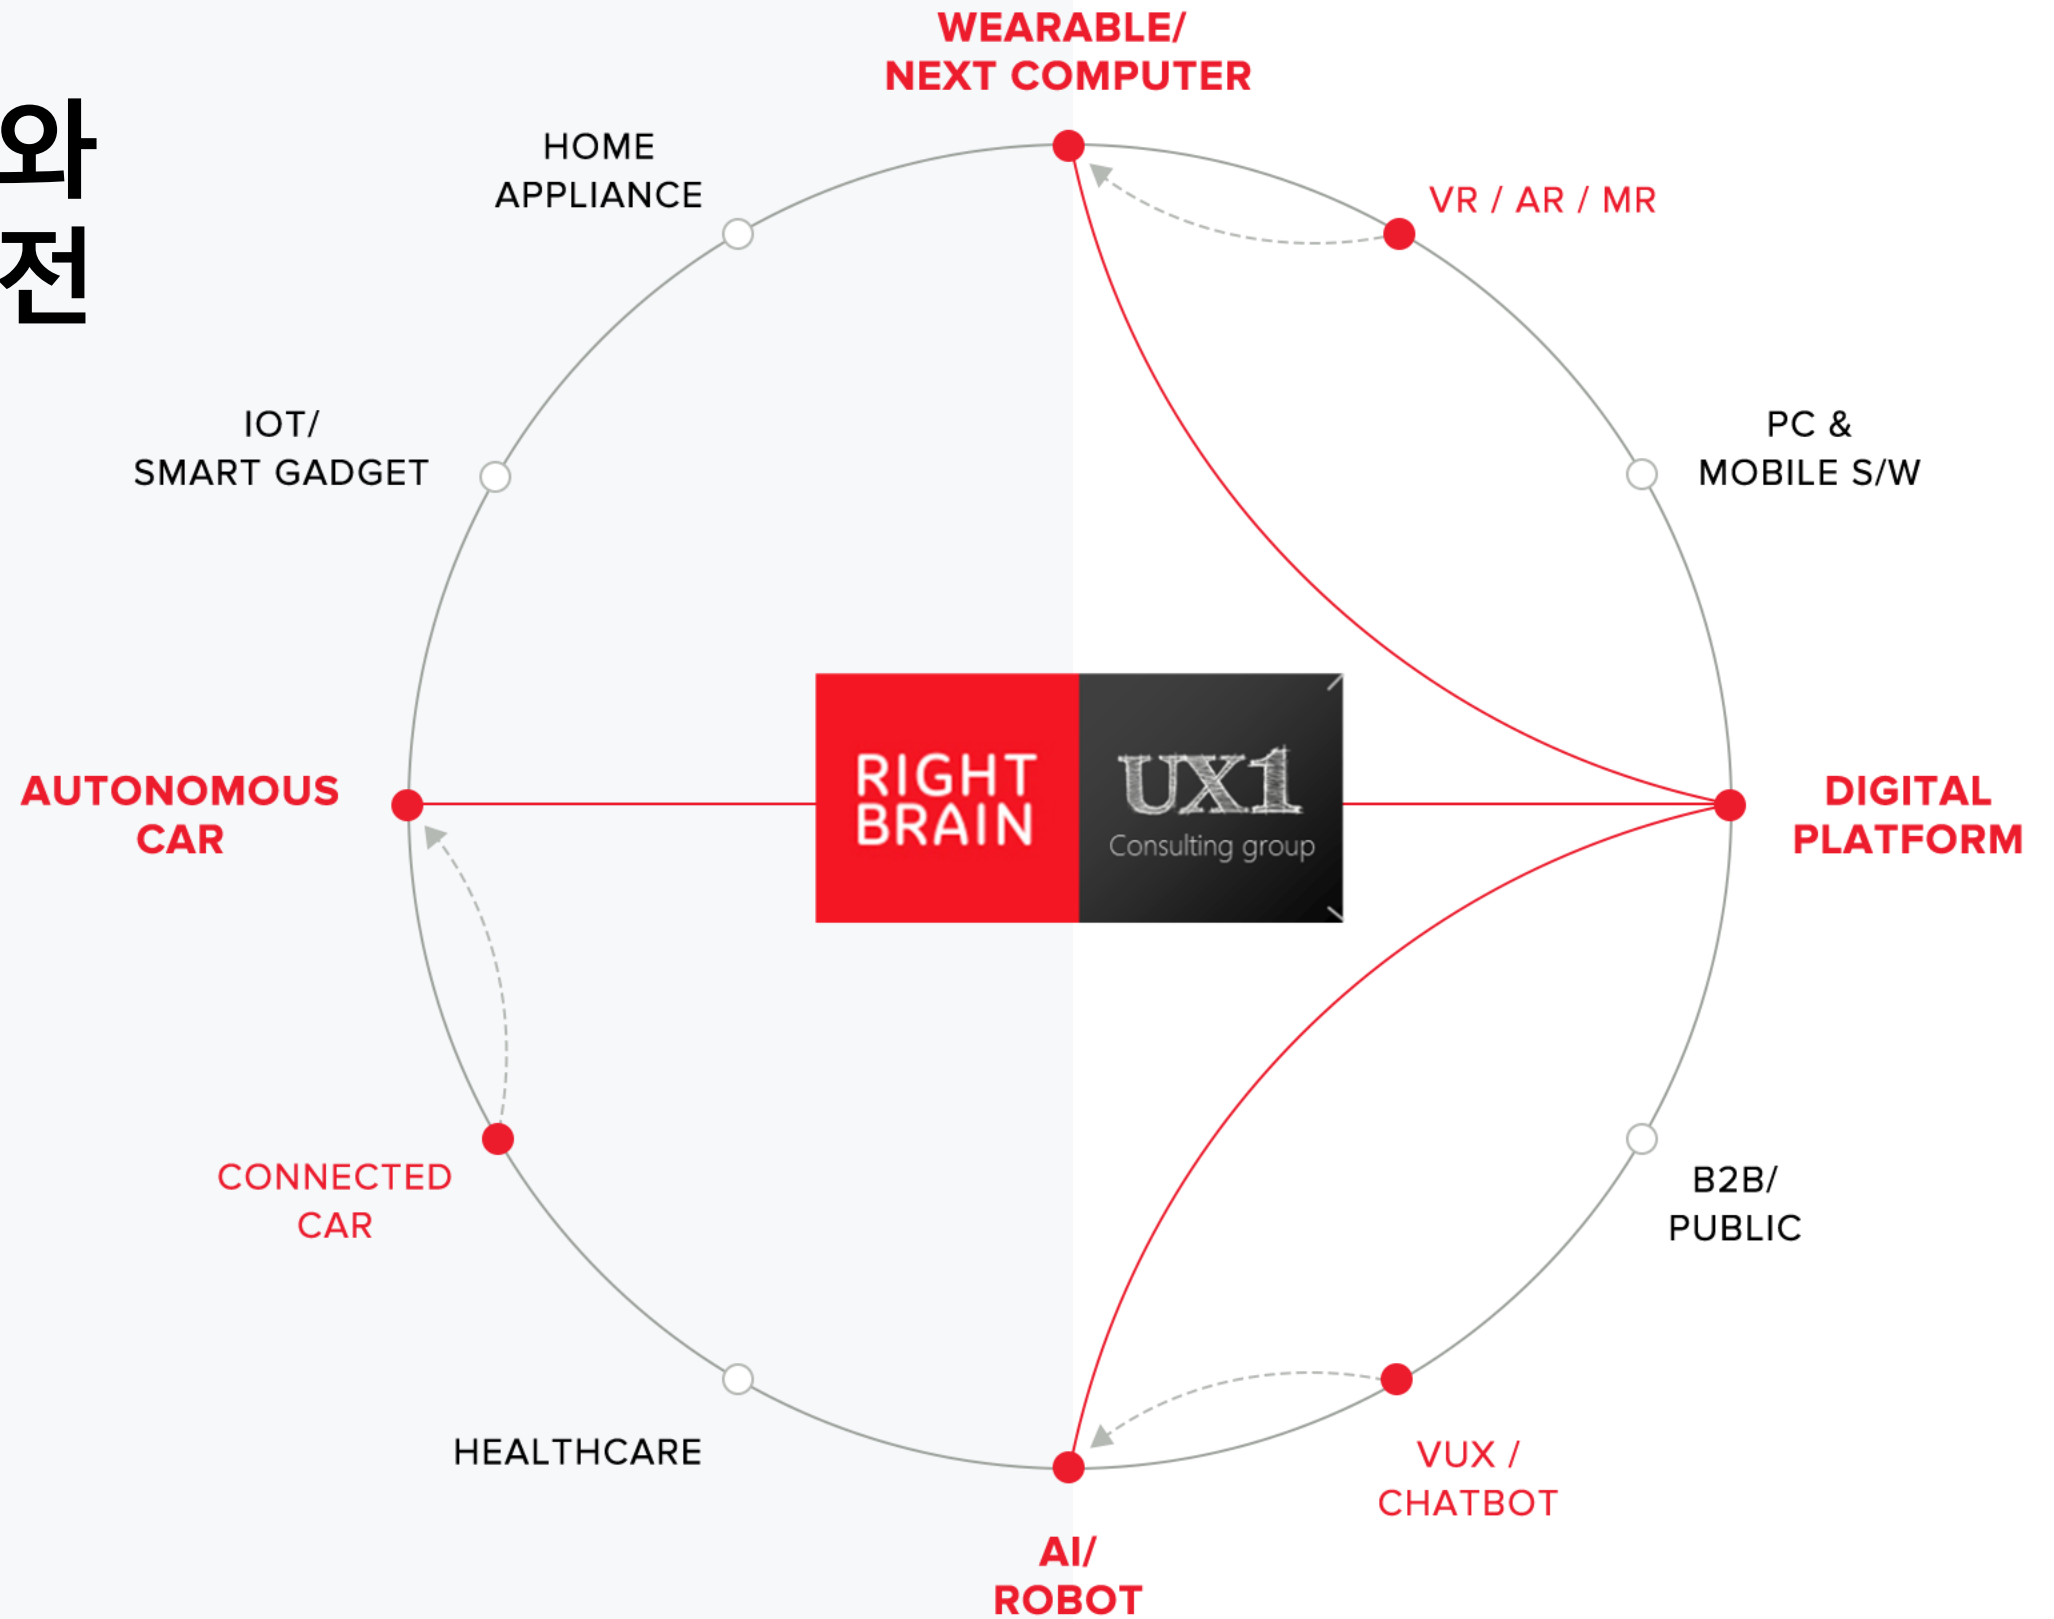 와
전
WEARABLE/
NEXT COMPUTER
HOME
APPLIANCE
VR / AR / MR
IOT/
SMART GADGET
PC &
MOBILE S/W
AUTONOMOUS
CAR
RIGHT
BRAIN
UX1
Consulting group
DIGITAL
PLATFORM
CONNECTED
CAR
B2B/
PUBLIC
HEALTHCARE
VUX /
CHATBOT
AI/
ROBOT